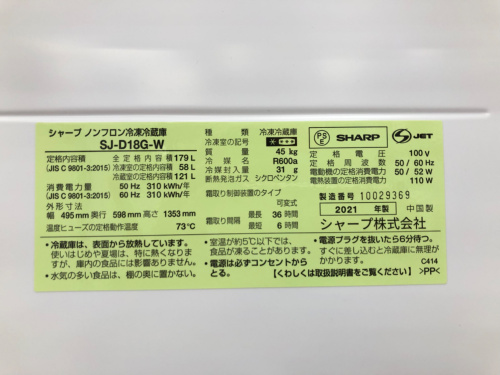 シャープ ノンフロン冷凍冷蔵庫
SJ-D18G-W
定格内容積 全定格内容積 179 L
(JIS C 9801-3:2015) 冷凍室の定格内容積 58 L
冷蔵室の定格内容積 121 L
消費電力量 50 Hz 310 kWh/年
(JIS C 9801-3:2015) 60 Hz 310 kWh/年
外形寸法
幅 495 mm 奥行 598 mm 高さ 1353 mm
温度ヒューズの定格動作温度 73℃
種類 冷凍冷蔵庫
冷凍室の記号
質量 45 kg
冷媒名 R600a
冷媒封入量 31 g
断熱発泡ガス シクロペンタン
霜取り制御装置のタイプ
可変式
霜取り間隔 最長 36 時間
最短 6 時間
PSE SHARP S JET
定格電圧 100 V
定格周波数 50 / 60 Hz
電動機の定格消費電力 50 / 52 W
電熱装置の定格消費電力 110 W
製造番号 10029369
2021 年製 中国製
シャープ株式会社
•冷蔵庫は、表面から放熱しています。
使いはじめや夏場は、特に熱くなりま
すが、庫内の食品には影響ありません。
•水気の多い食品は、棚の奥に置かない。
•室温が約5℃以下では、
食品が凍ることがあります。
•電源は必ずコンセントから
とる。
•電源プラグを抜いたら6分待つ。
すぐに差し込むと冷蔵庫に無理が
かかります。 C414
【くわしくは取扱説明書をご覧ください】 >PP<